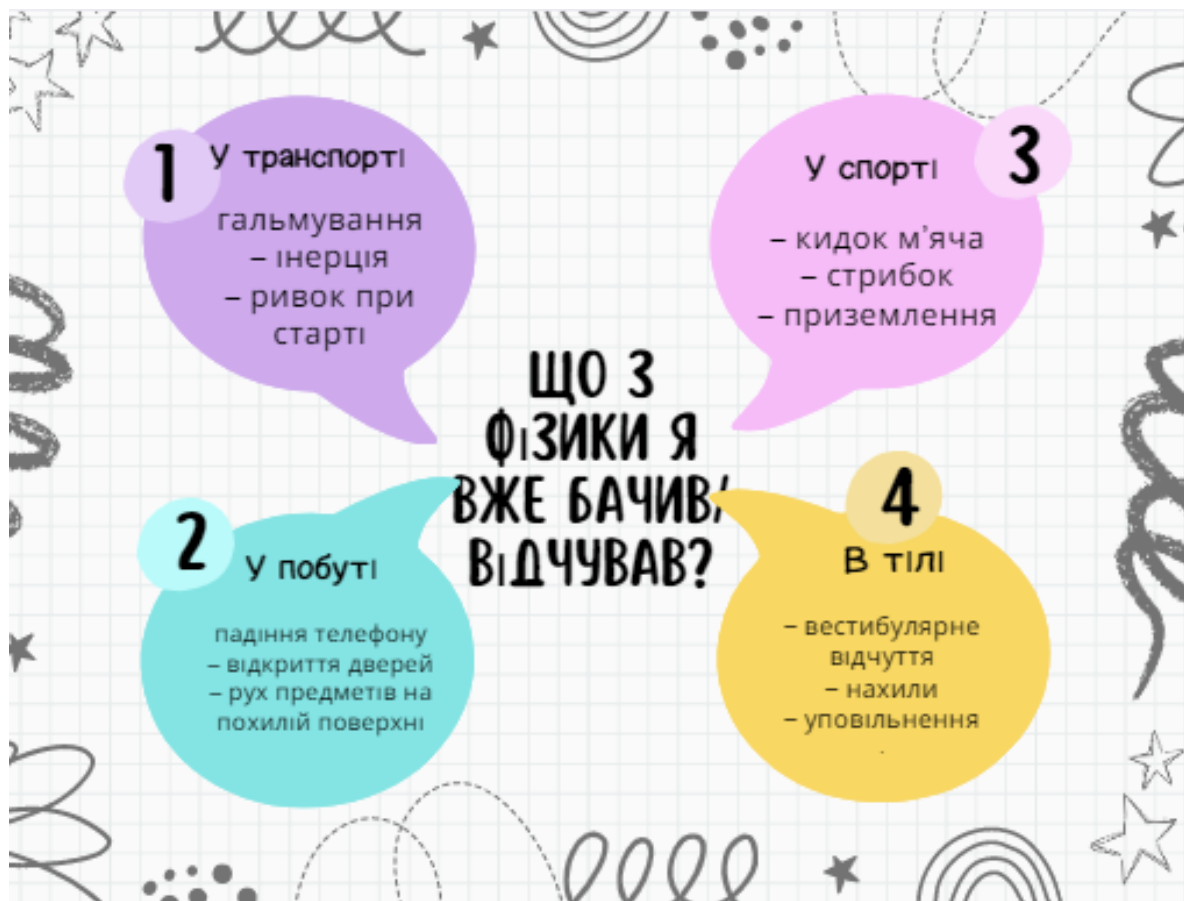 1
У транспорті
гальмування
– інерція
– ривок при
старті
3
У спорті
– кидок м'яча
– стрибок
– приземлення
ЩО З
ФІЗИКИ Я
ВЖЕ БАЧИВ/
ВІДЧУВАВ?
2
У побуті
падіння телефону
– відкриття дверей
– рух предметів на
похилій поверхні
4
В тілі
– вестибулярне
відчуття
– нахили
– уповільнення
.